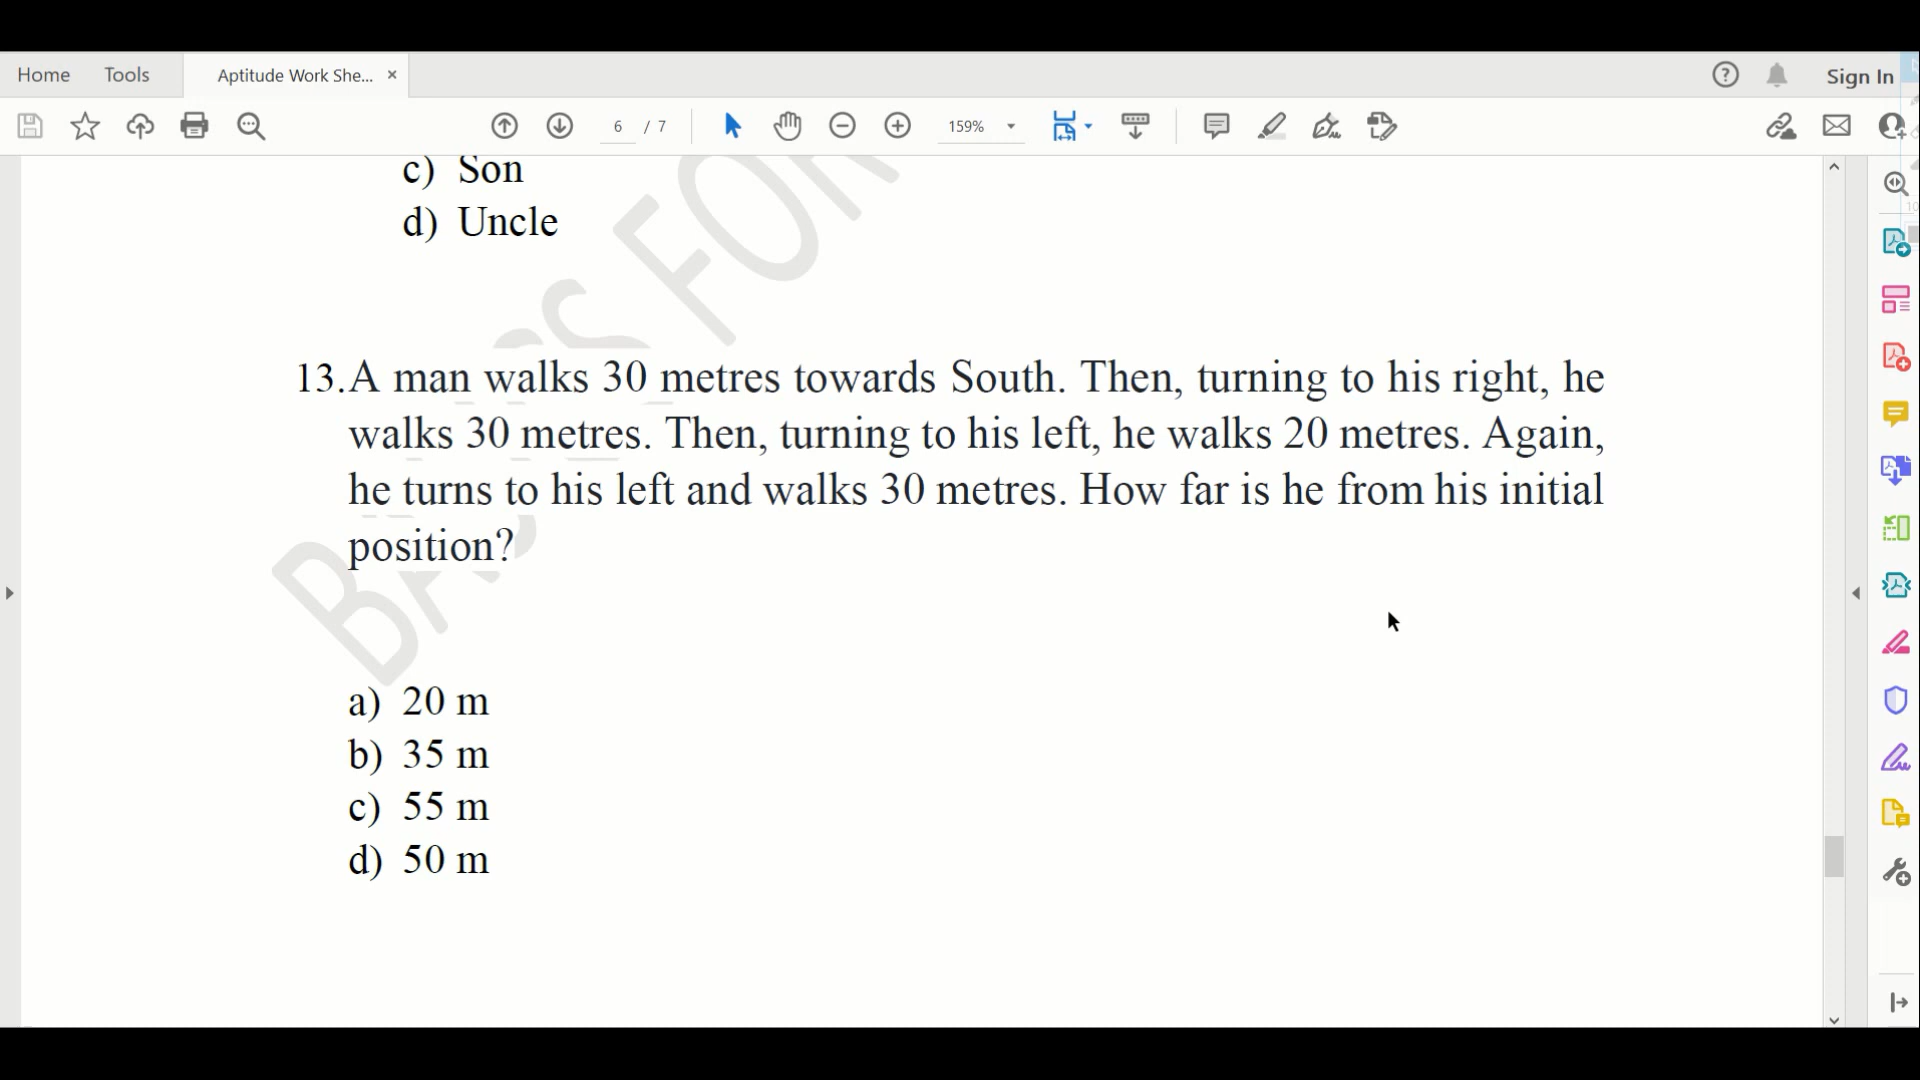 Home Tools Aptitude Work She... × Sign In
6 / 7 159%
c) Son
d) Uncle
13.A man walks 30 metres towards South. Then, turning to his right, he
walks 30 metres. Then, turning to his left, he walks 20 metres. Again,
he turns to his left and walks 30 metres. How far is he from his initial
position?
a) 20 m
b) 35 m
c) 55 m
d) 50 m